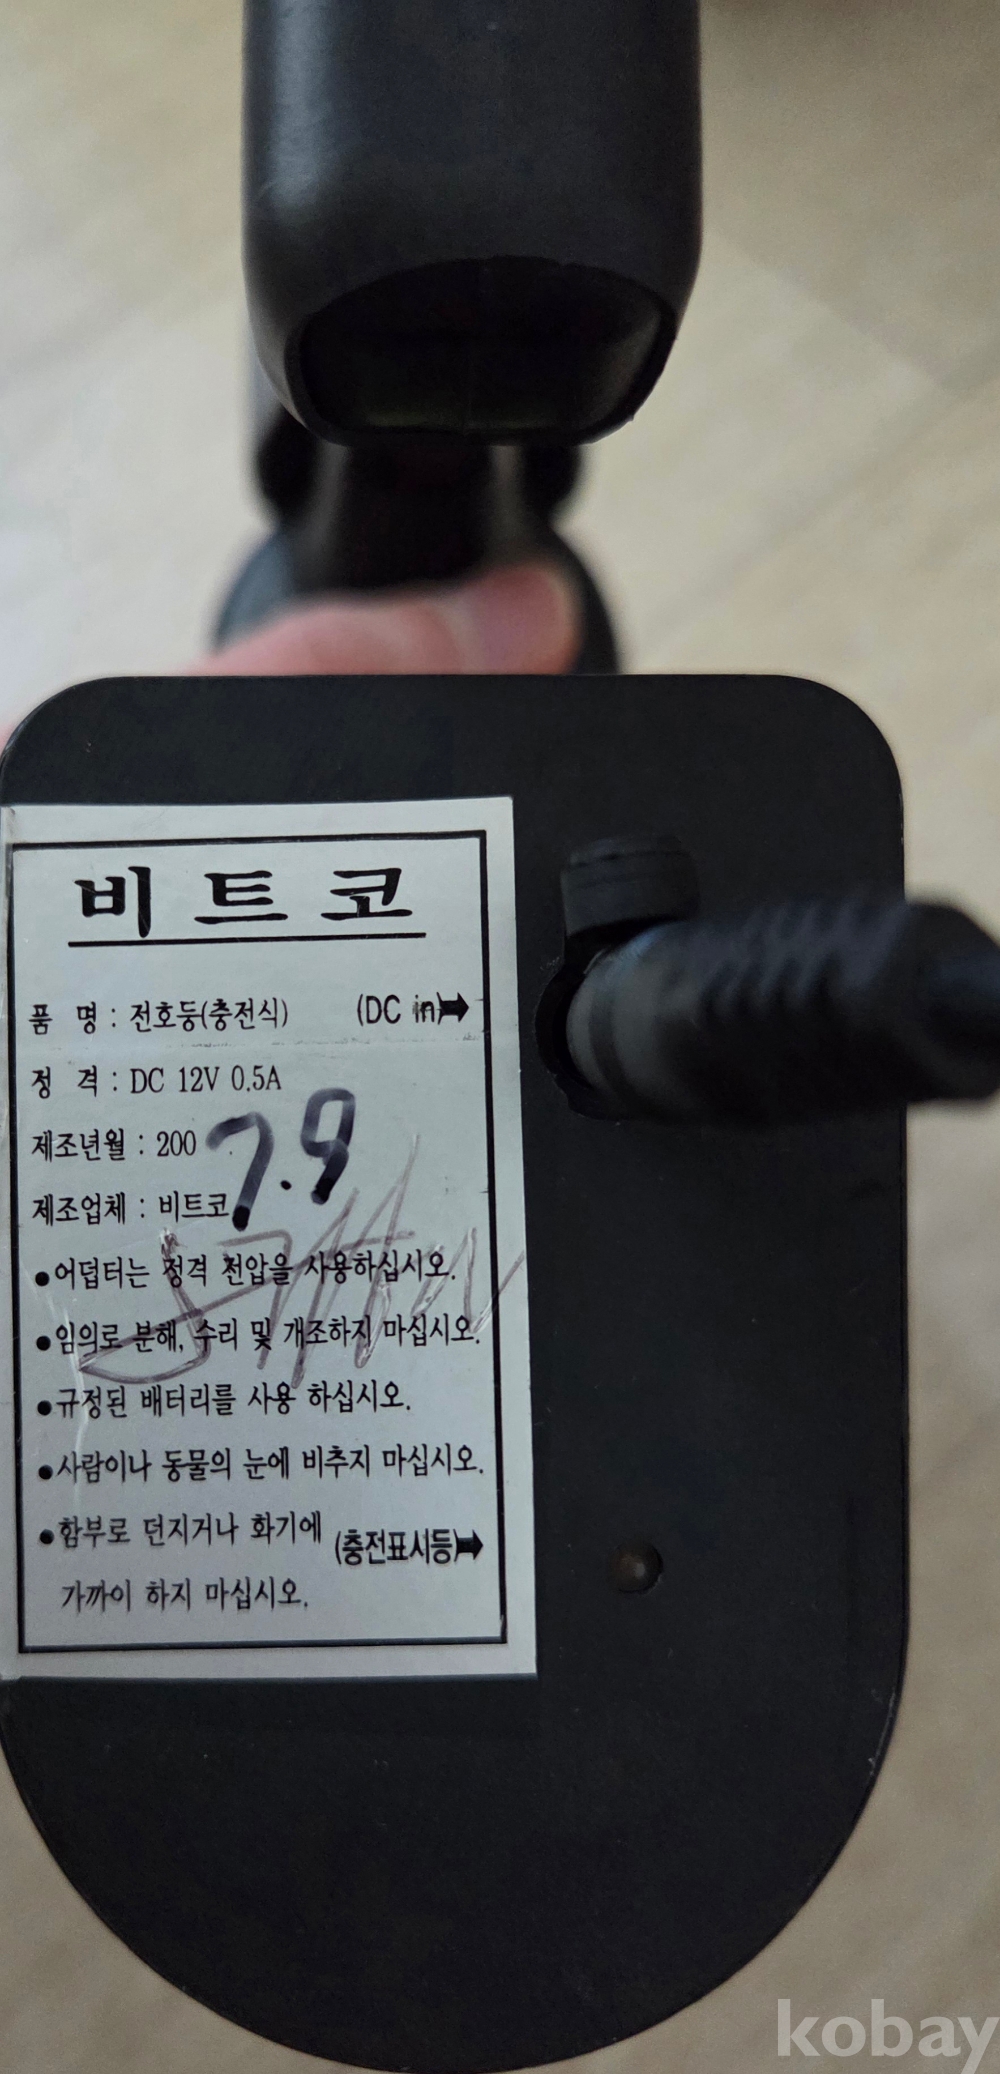 비트코
품 명 : 전호등(충전식) (DC in)➡
정 격 : DC 12V 0.5A
제조년월 : 2007.9
제조업체 : 비트코
●어덥터는 정격 전압을 사용하십시오.
●임의로 분해, 수리 및 개조하지 마십시오.
●규정된 배터리를 사용 하십시오.
●사람이나 동물의 눈에 비추지 마십시오.
●함부로 던지거나 화기에 (충전표시등)➡
가까이 하지 마십시오.
kobay